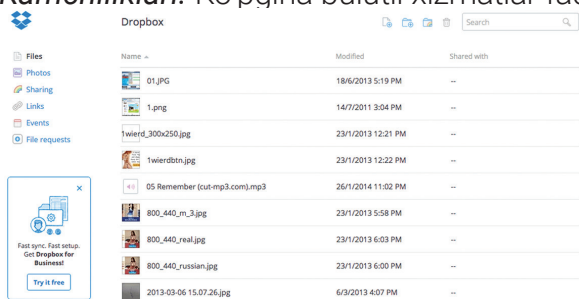 Ko'pgina bulutli xizmatlar
Dropbox
Search
Files
Photos
Sharing
Links
Events
File requests
Name Modified Shared with
01.JPG 18/6/2013 5:19 PM --
1.png 14/7/2011 3:04 PM --
1wierd_300x250.jpg 23/1/2013 12:21 PM --
1wierdbtn.jpg 23/1/2013 12:22 PM --
05 Remember (cut-mp3.com).mp3 26/1/2014 11:02 PM --
800_440_m_3.jpg 23/1/2013 5:58 PM --
800_440_real.jpg 23/1/2013 6:03 PM --
800_440_russian.jpg 23/1/2013 6:00 PM --
2013-03-06 15.07.26.jpg 6/3/2013 4:07 PM --
Fast sync. Fast setup.
Get Dropbox for
Business!
Try it free